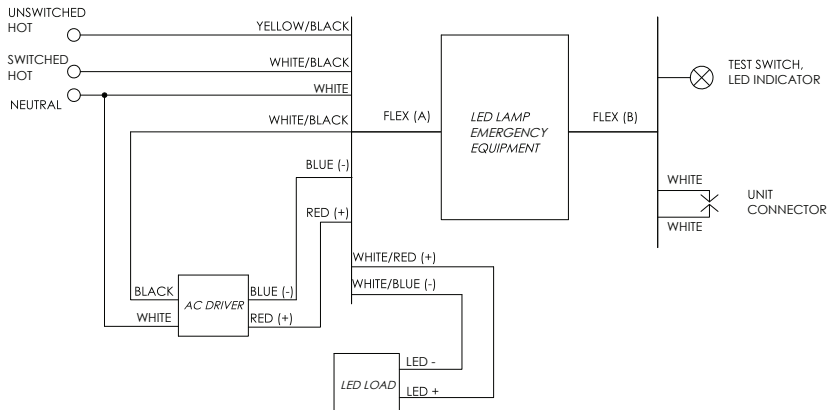 UNSWITCHED
HOT
YELLOW/BLACK
SWITCHED
HOT
WHITE/BLACK
NEUTRAL
WHITE
WHITE/BLACK
FLEX (A)
LED LAMP
EMERGENCY
EQUIPMENT
FLEX (B)
TEST SWITCH,
LED INDICATOR
BLUE (-)
RED (+)
WHITE
WHITE
UNIT
CONNECTOR
WHITE/RED (+)
WHITE/BLUE (-)
BLACK
WHITE
AC DRIVER
BLUE (-)
RED (+)
LED LOAD
LED -
LED +